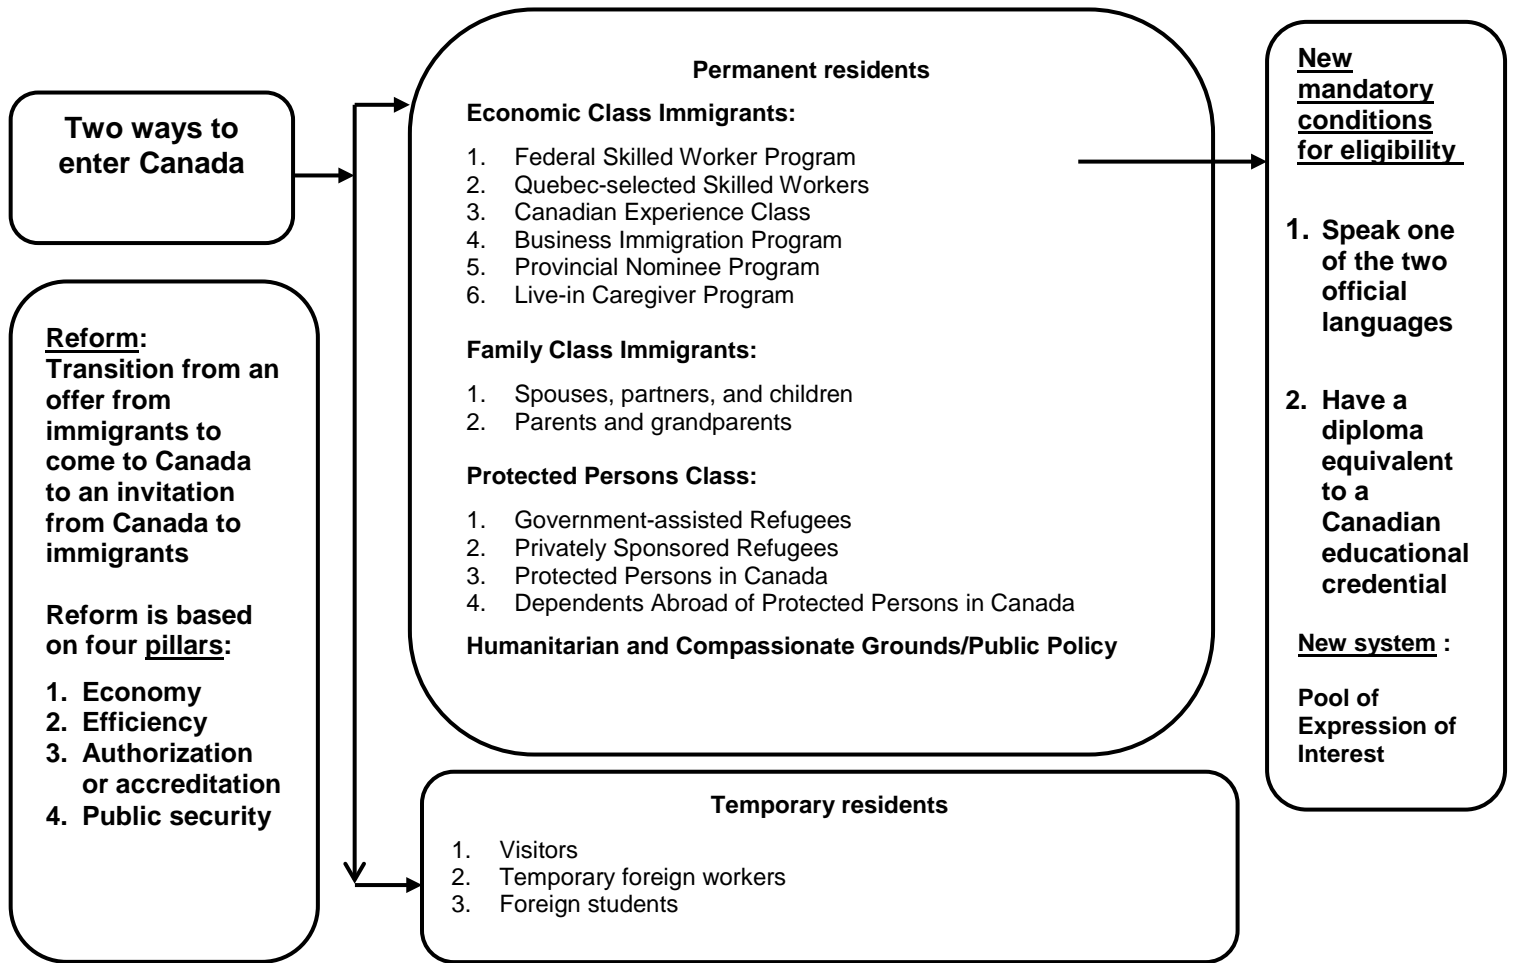 Two ways to
enter Canada
Reform:
Transition from an
offer from
immigrants to
come to Canada
to an invitation
from Canada to
immigrants
Reform is based
on four pillars:
1. Economy
2. Efficiency
3. Authorization
or accreditation
4. Public security
Permanent residents
Economic Class Immigrants:
1. Federal Skilled Worker Program
2. Quebec-selected Skilled Workers
3. Canadian Experience Class
4. Business Immigration Program
5. Provincial Nominee Program
6. Live-in Caregiver Program
Family Class Immigrants:
1. Spouses, partners, and children
2. Parents and grandparents
Protected Persons Class:
1. Government-assisted Refugees
2. Privately Sponsored Refugees
3. Protected Persons in Canada
4. Dependents Abroad of Protected Persons in Canada
Humanitarian and Compassionate Grounds/Public Policy
Temporary residents
1. Visitors
2. Temporary foreign workers
3. Foreign students
New
mandatory
conditions
for eligibility
1. Speak one
of the two
official
languages
2. Have a
diploma
equivalent
to a
Canadian
educational
credential
New system :
Pool of
Expression of
Interest